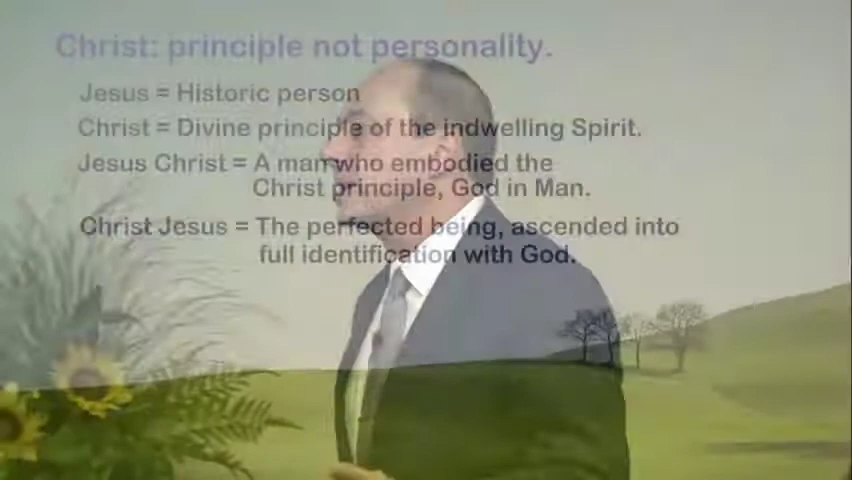 Christ: principle not personality.
Jesus = Historic person
Christ = Divine principle of the indwelling Spirit.
Jesus Christ = A man who embodied the
Christ principle, God in Man.
Christ Jesus = The perfected being, ascended into
full identification with God.